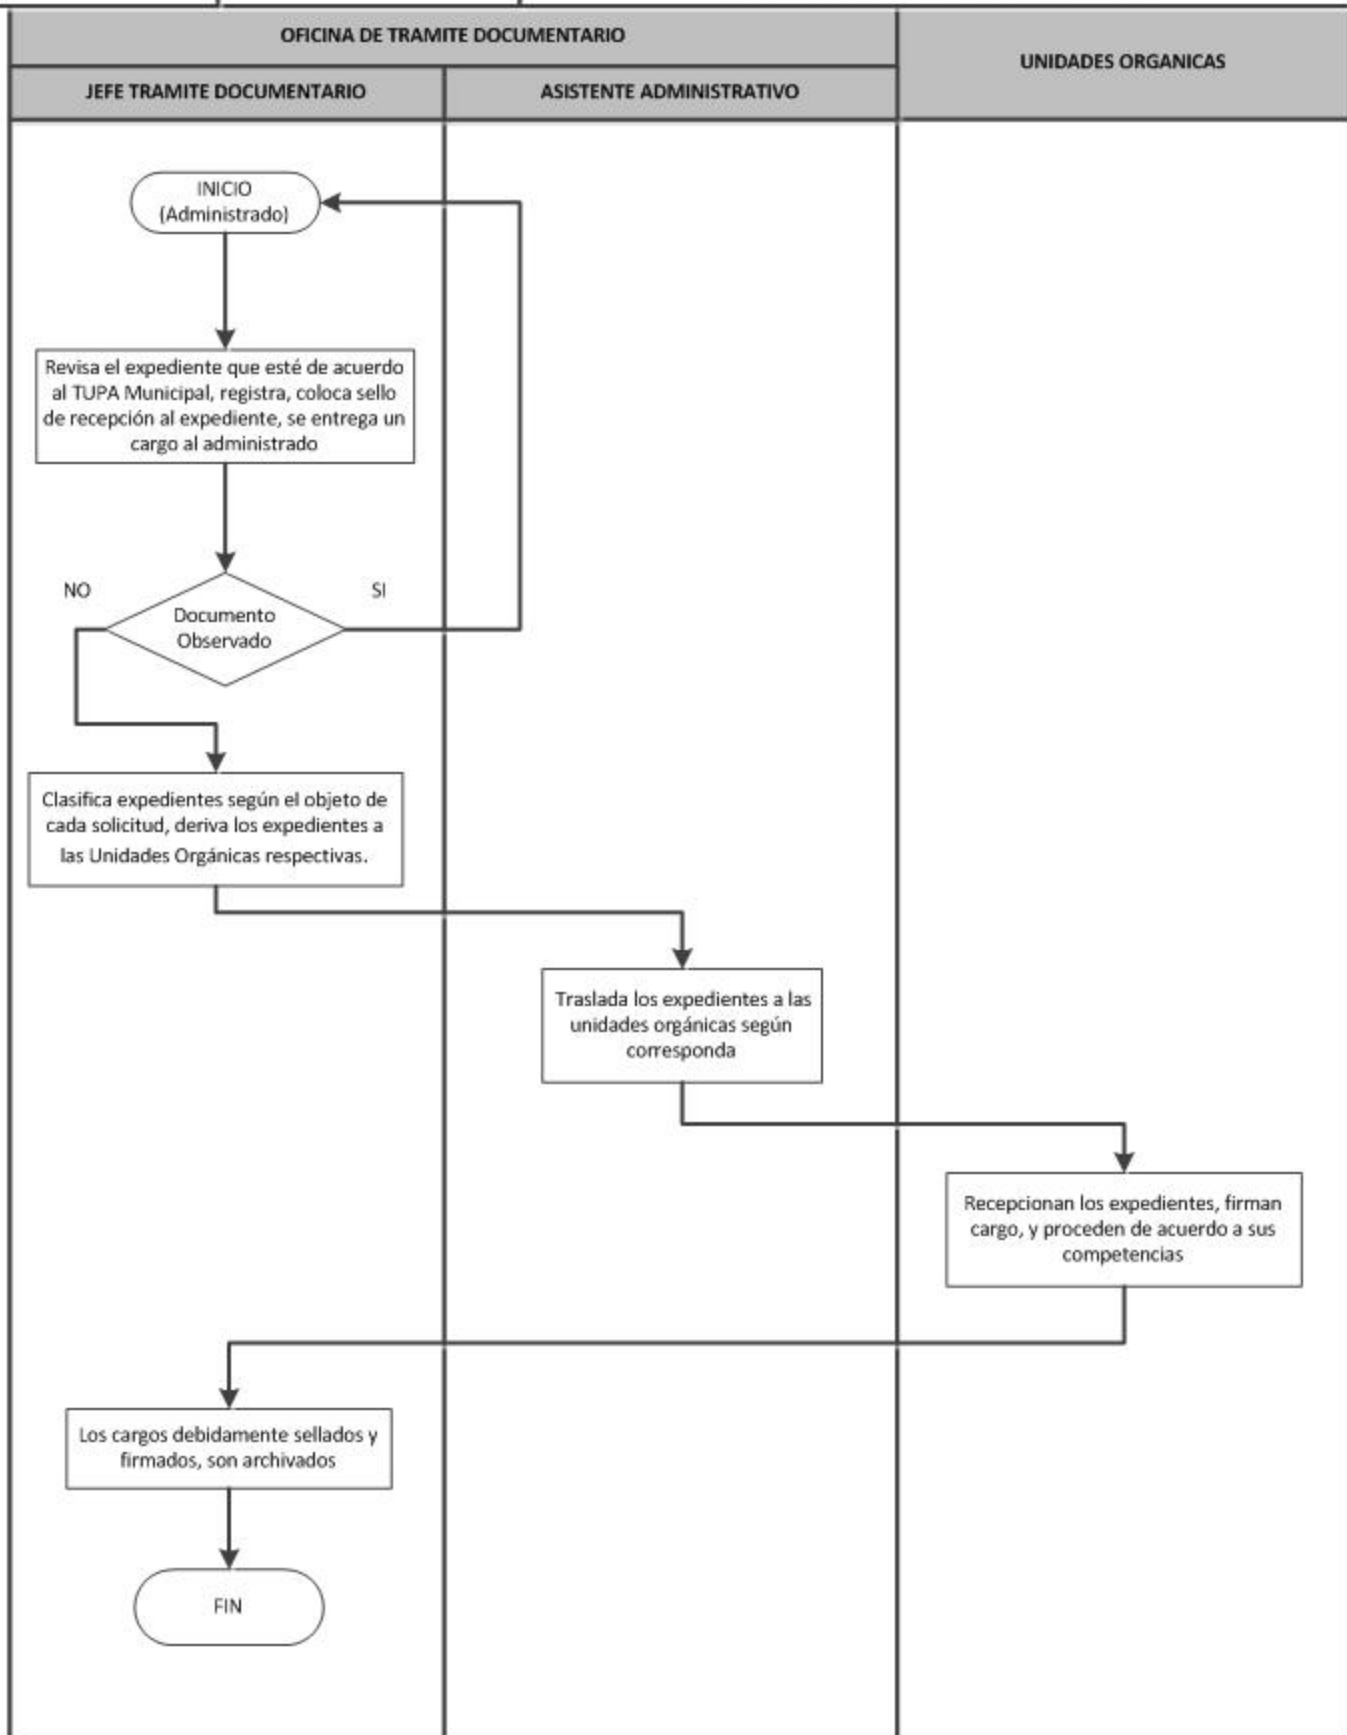 OFICINA DE TRAMITE DOCUMENTARIO
UNIDADES ORGANICAS
JEFE TRAMITE DOCUMENTARIO
ASISTENTE ADMINISTRATIVO
INICIO
(Administrado)
Revisa el expediente que esté de acuerdo
al TUPA Municipal, registra, coloca sello
de recepción al expediente, se entrega un
cargo al administrado
NO
SI
Documento
Observado
Clasifica expedientes según el objeto de
cada solicitud, deriva los expedientes a
las Unidades Orgánicas respectivas.
Traslada los expedientes a las
unidades orgánicas según
corresponda
Recepcionan los expedientes, firman
cargo, y proceden de acuerdo a sus
competencias
Los cargos debidamente sellados y
firmados, son archivados
FIN